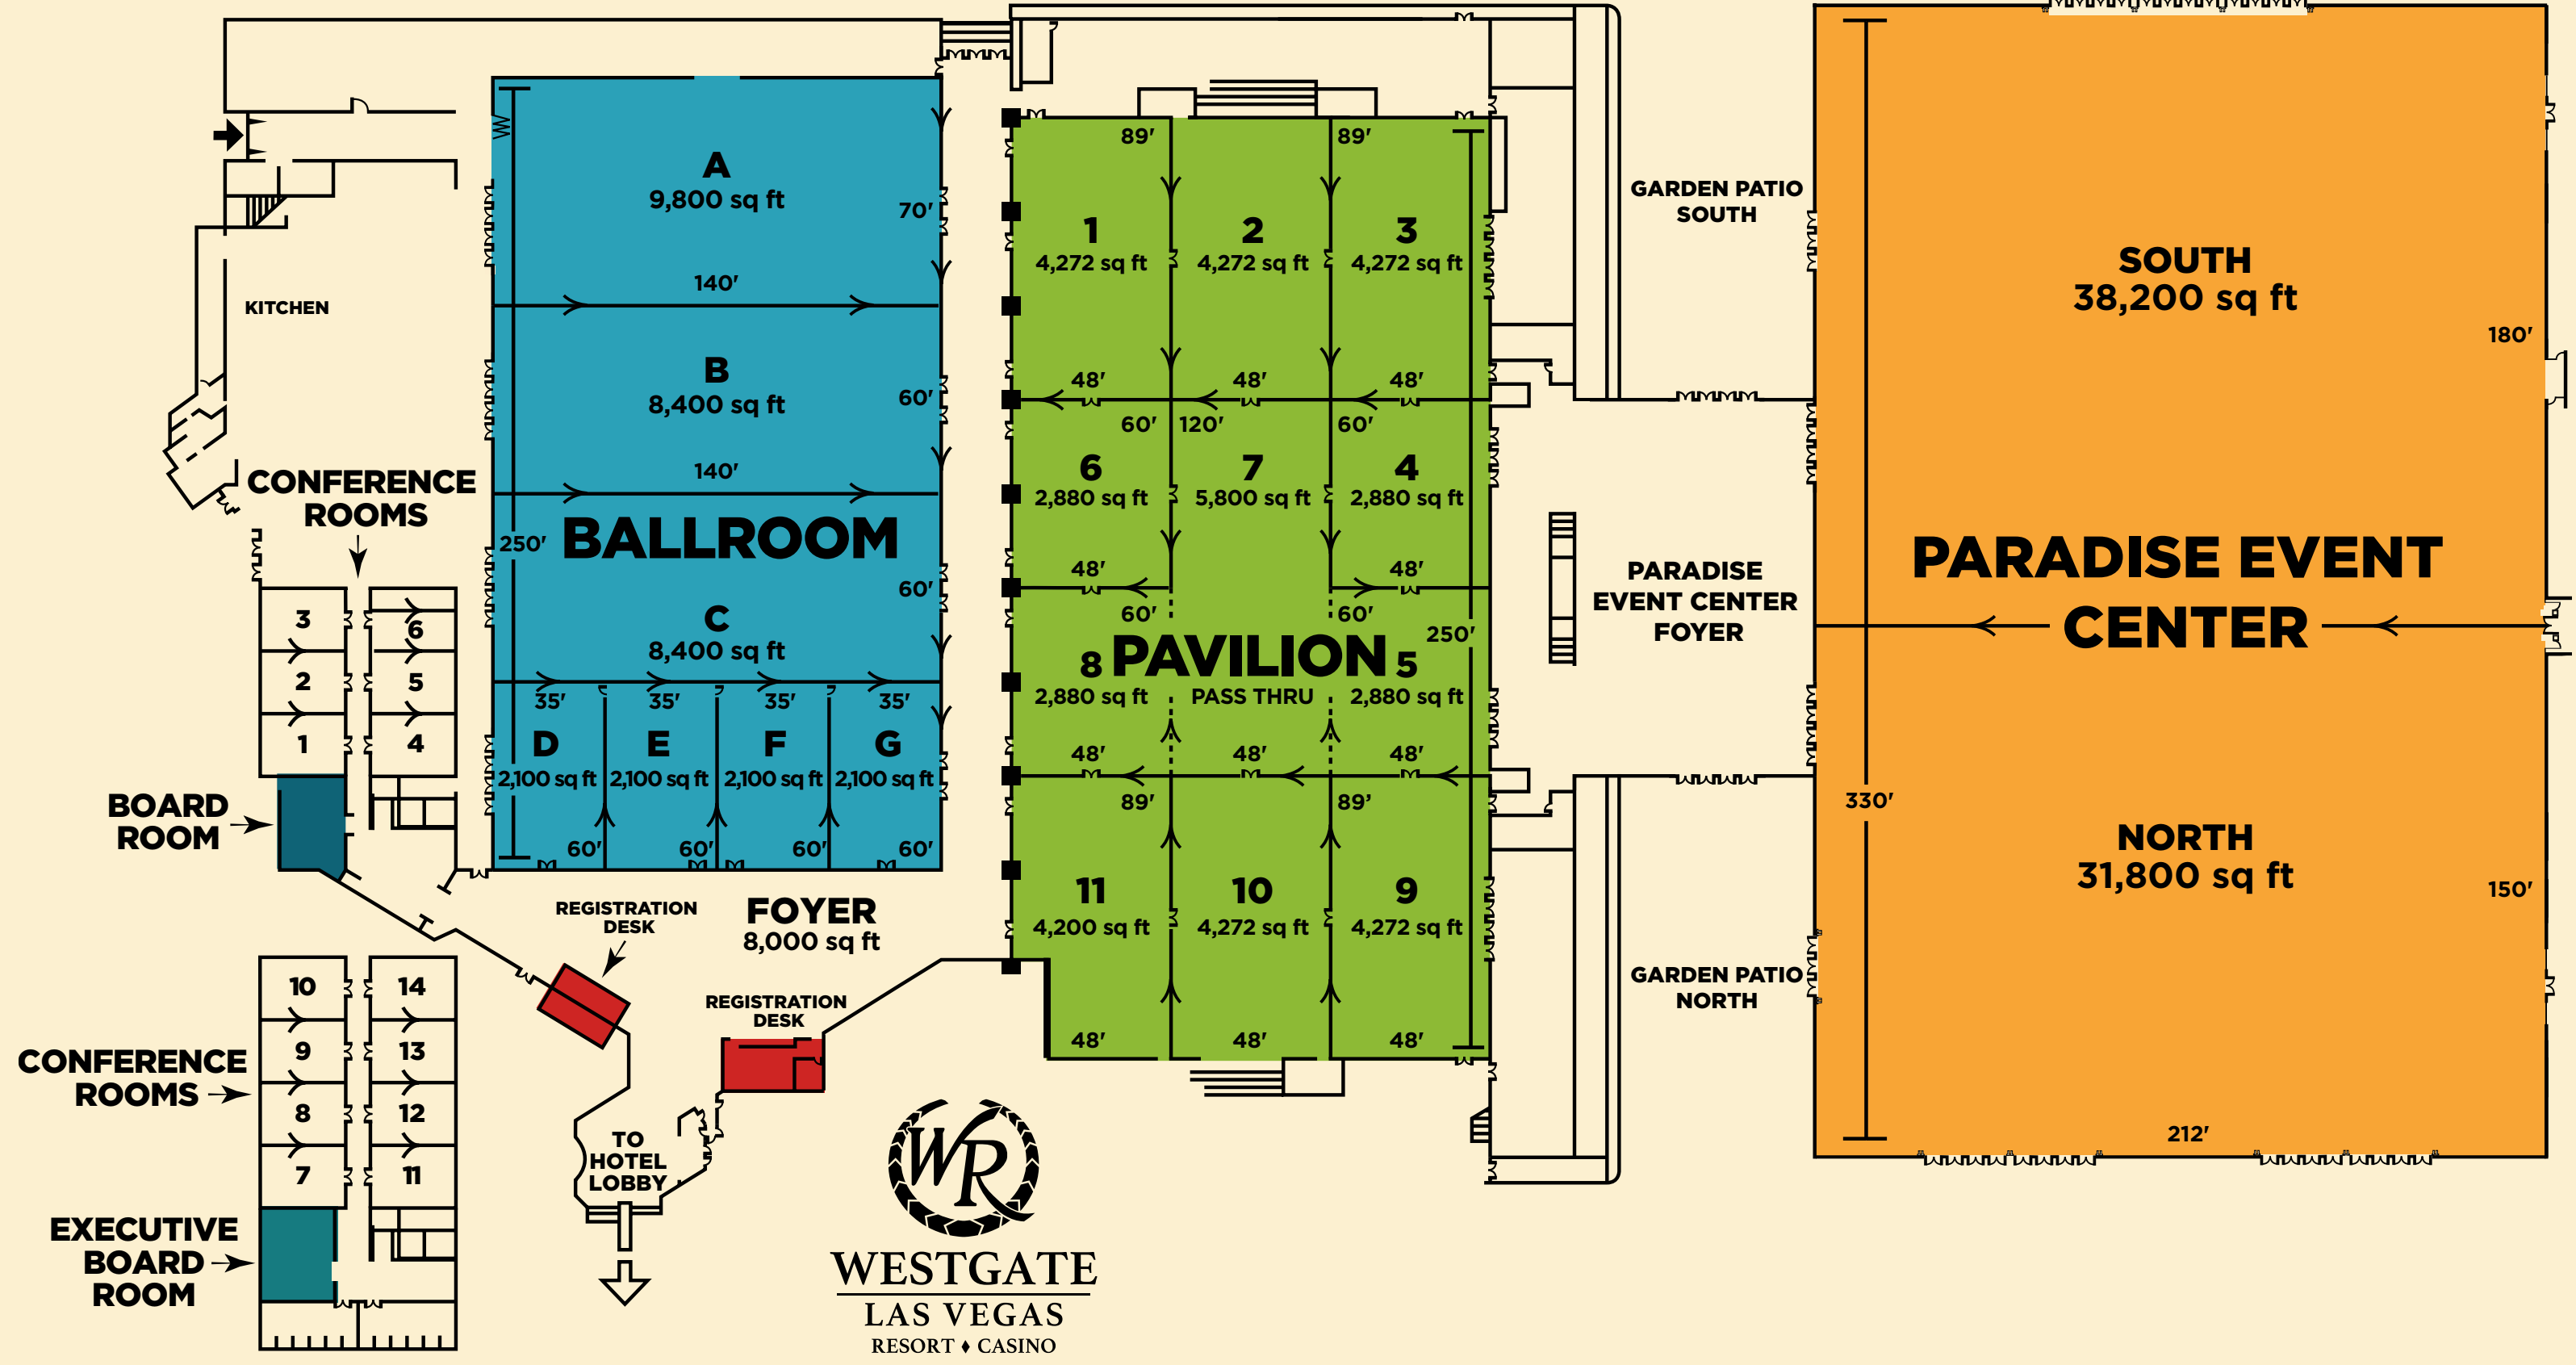 KITCHEN
CONFERENCE
ROOMS
3
6
2
5
1
4
BOARD
ROOM
10
14
9
13
8
12
7
11
CONFERENCE
ROOMS
EXECUTIVE
BOARD
ROOM
A
9,800 sq ft
70'
140'
B
8,400 sq ft
60'
140'
250'
BALLROOM
60'
C
8,400 sq ft
35'
35'
35'
35'
D
E
F
G
2,100 sq ft
2,100 sq ft
2,100 sq ft
2,100 sq ft
60'
60'
60'
60'
REGISTRATION
DESK
FOYER
8,000 sq ft
REGISTRATION
DESK
TO
HOTEL
LOBBY
WR
WESTGATE
LAS VEGAS
RESORT ♦ CASINO
89'
89'
1
2
3
4,272 sq ft
4,272 sq ft
4,272 sq ft
48'
48'
48'
60'
120'
60'
6
7
4
2,880 sq ft
5,800 sq ft
2,880 sq ft
48'
48'
60'
60'
250'
8
PAVILION
5
2,880 sq ft
PASS THRU
2,880 sq ft
48'
48'
48'
89'
89'
11
10
9
4,200 sq ft
4,272 sq ft
4,272 sq ft
48'
48'
48'
GARDEN PATIO
SOUTH
PARADISE
EVENT CENTER
FOYER
GARDEN PATIO
NORTH
SOUTH
38,200 sq ft
180'
PARADISE EVENT
CENTER
330'
NORTH
31,800 sq ft
150'
212'